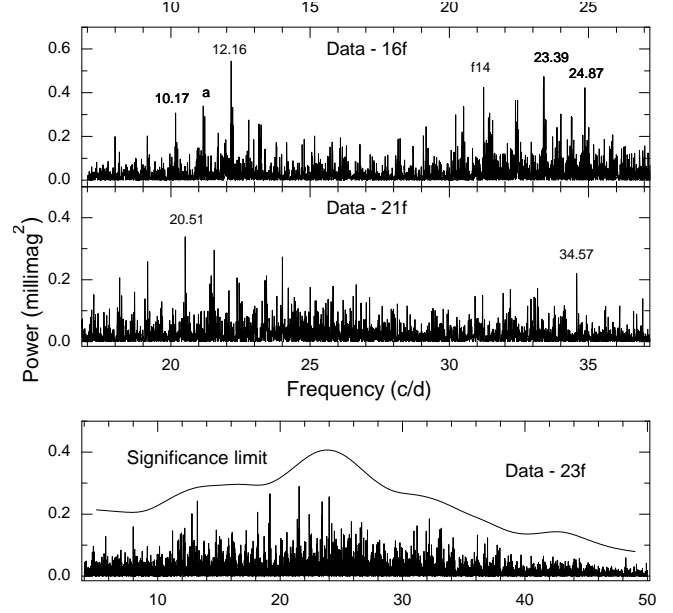 10 15 20 25
0.6 12.16 Data - 16f 23.39
f14 24.87
0.4 10.17 a
0.2
0.0
0.4 20.51 Data - 21f
34.57
0.2
0.0
20 25 30 35
Power (millimag2)
Frequency (c/d)
0.4 Significance limit Data - 23f
0.2
0.0
10 20 30 40 50